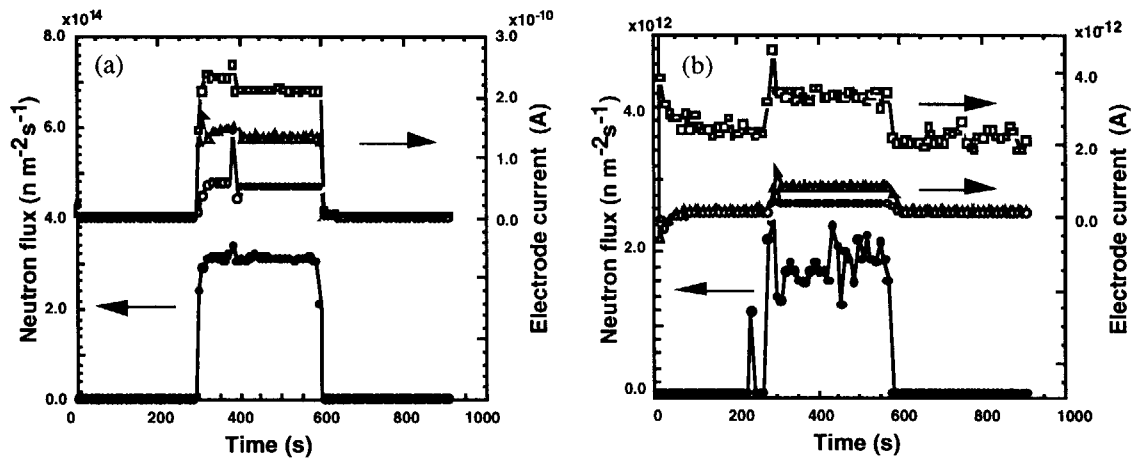 x10^14
x10^-10
8.0
6.0
4.0
2.0
0.0
(a)
3.0
2.0
1.0
0.0
Neutron flux (n m^-2 s^-1)
Electrode current (A)
0
200
400
600
800
1000
Time (s)
x10^12
x10^-12
4.0
2.0
0.0
(b)
4.0
2.0
0.0
Neutron flux (n m^-2 s^-1)
Electrode current (A)
0
200
400
600
800
1000
Time (s)